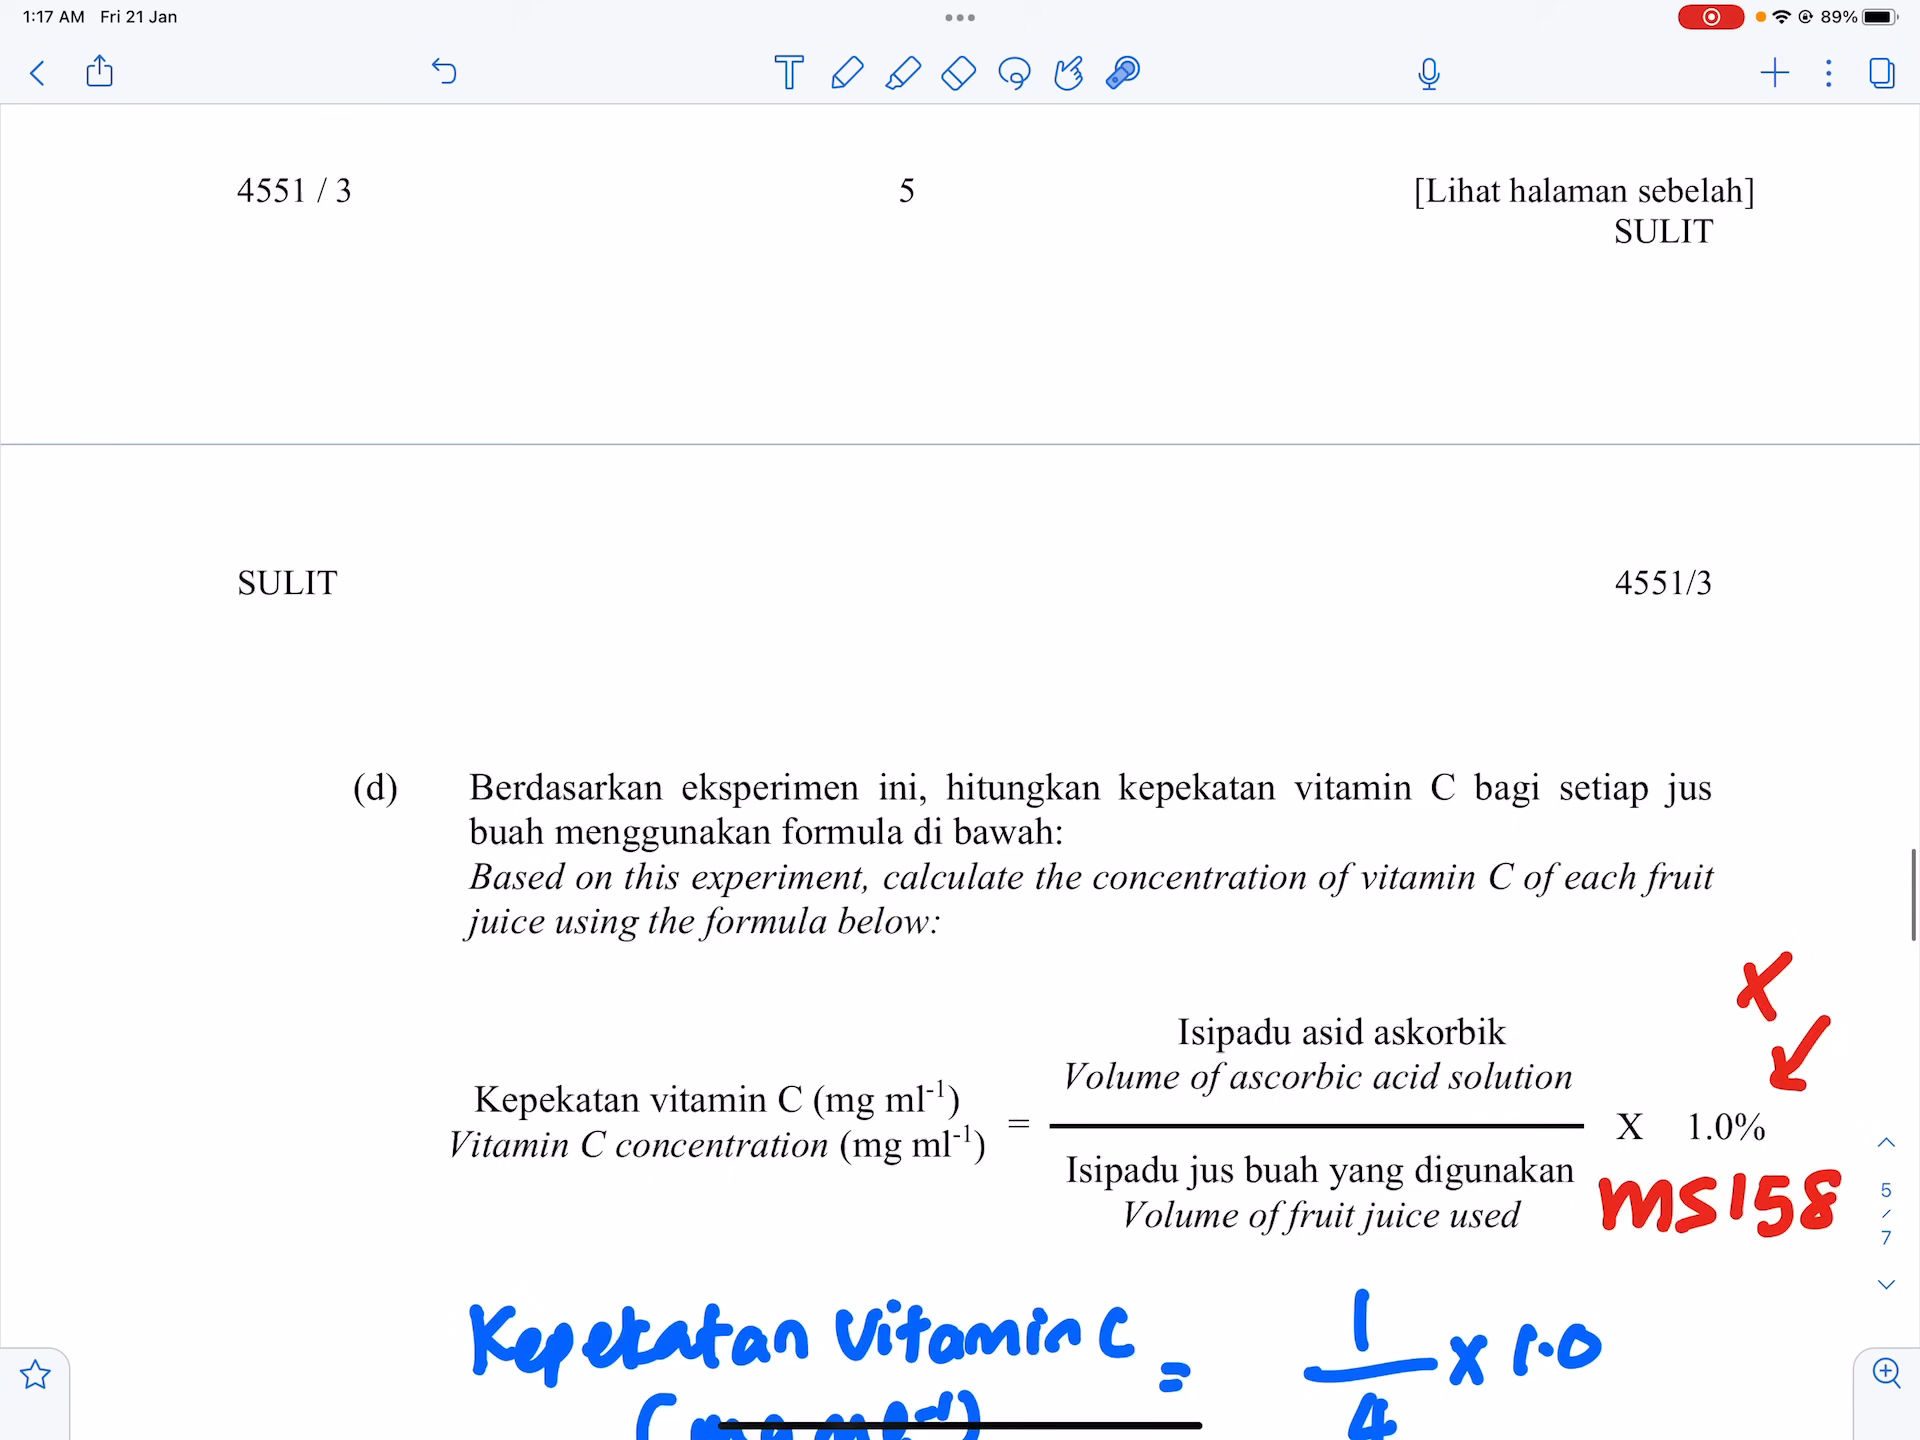 1:17 AM Fri 21 Jan
89%
4551 / 3 5 [Lihat halaman sebelah]
SULIT
SULIT 4551/3
(d) Berdasarkan eksperimen ini, hitungkan kepekatan vitamin C bagi setiap jus
buah menggunakan formula di bawah:
Based on this experiment, calculate the concentration of vitamin C of each fruit
juice using the formula below:
Isipadu asid askorbik
Volume of ascorbic acid solution
Kepekatan vitamin C (mg ml⁻¹)
Vitamin C concentration (mg ml⁻¹)
= X 1.0%
Isipadu jus buah yang digunakan
Volume of fruit juice used
ms158
5
/
7
Kepekatan Vitamin C = 1/4 x 1.0